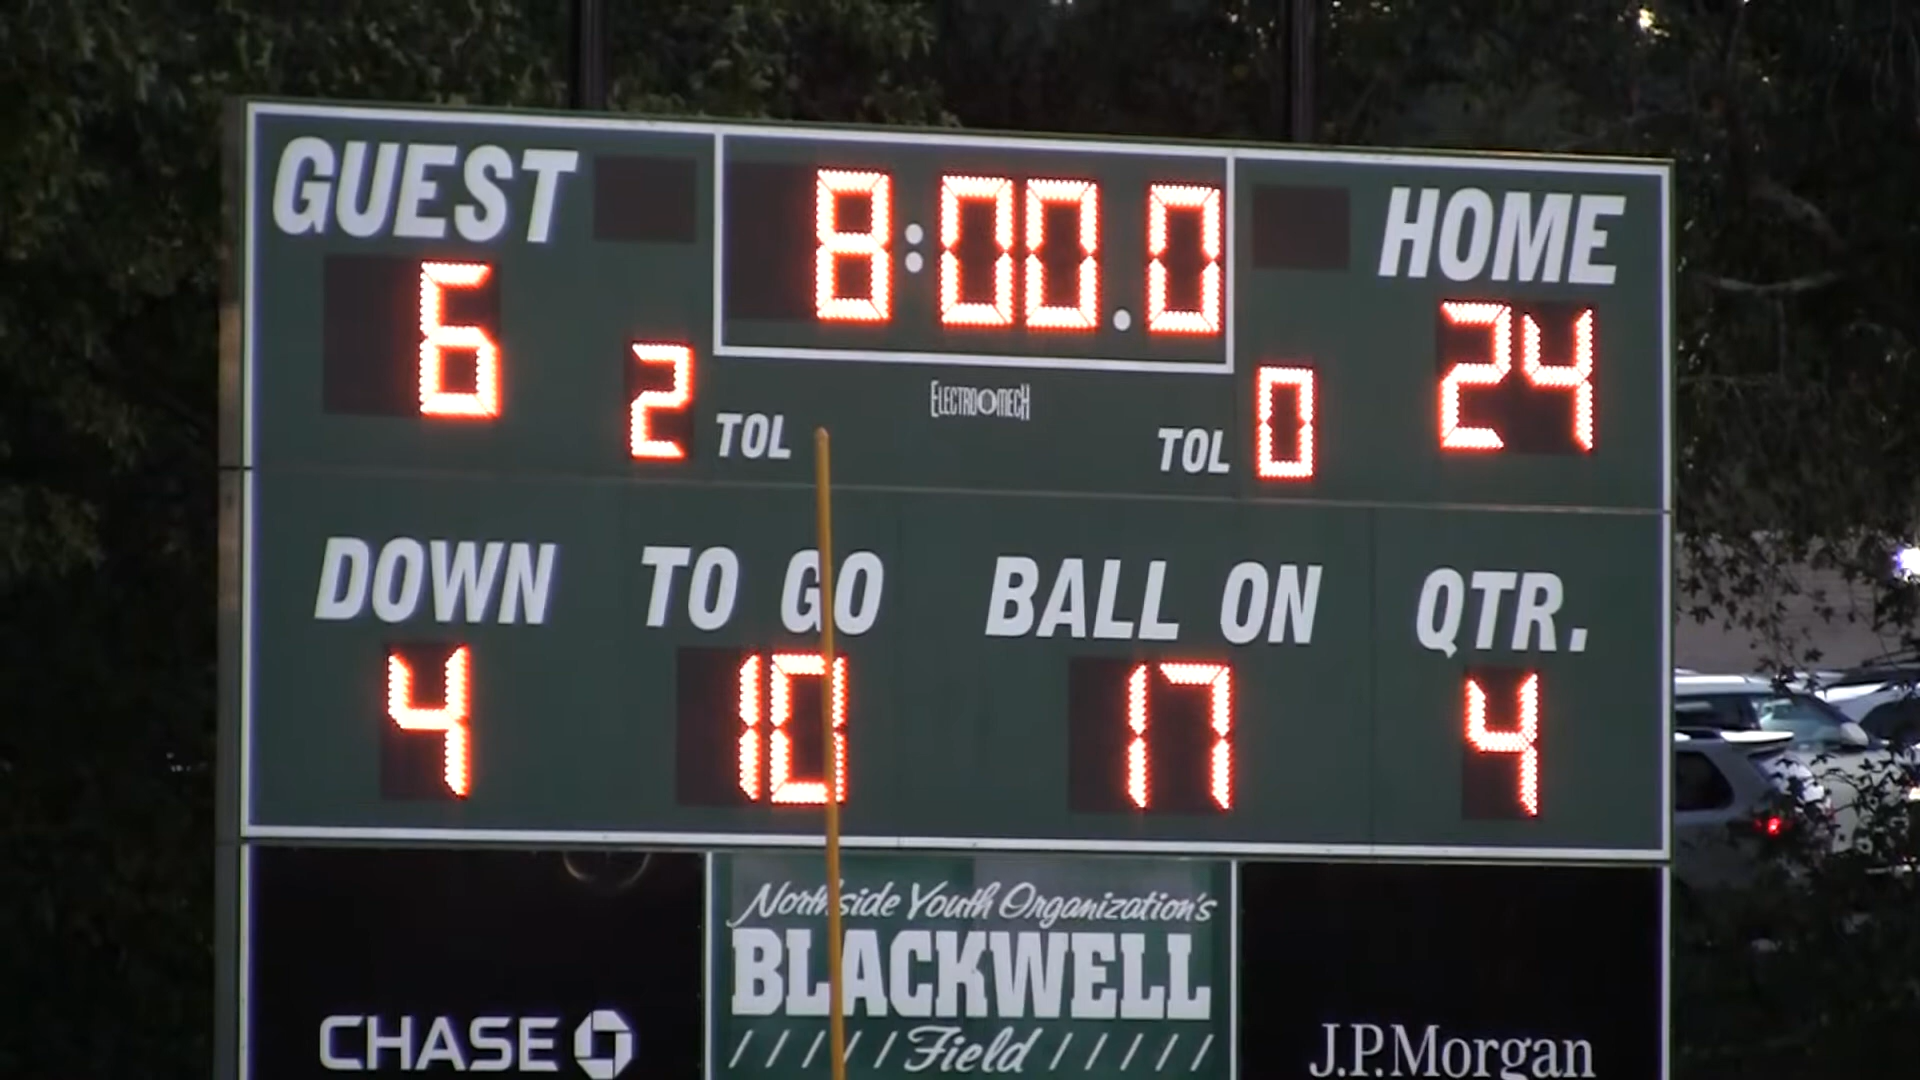 GUEST 8:00.0 HOME
6 2 TOL ELECTRO-MECH TOL 0 24
DOWN TO GO BALL ON QTR.
4 10 17 4
Northside Youth Organization's
BLACKWELL
Field
CHASE
J.P.Morgan